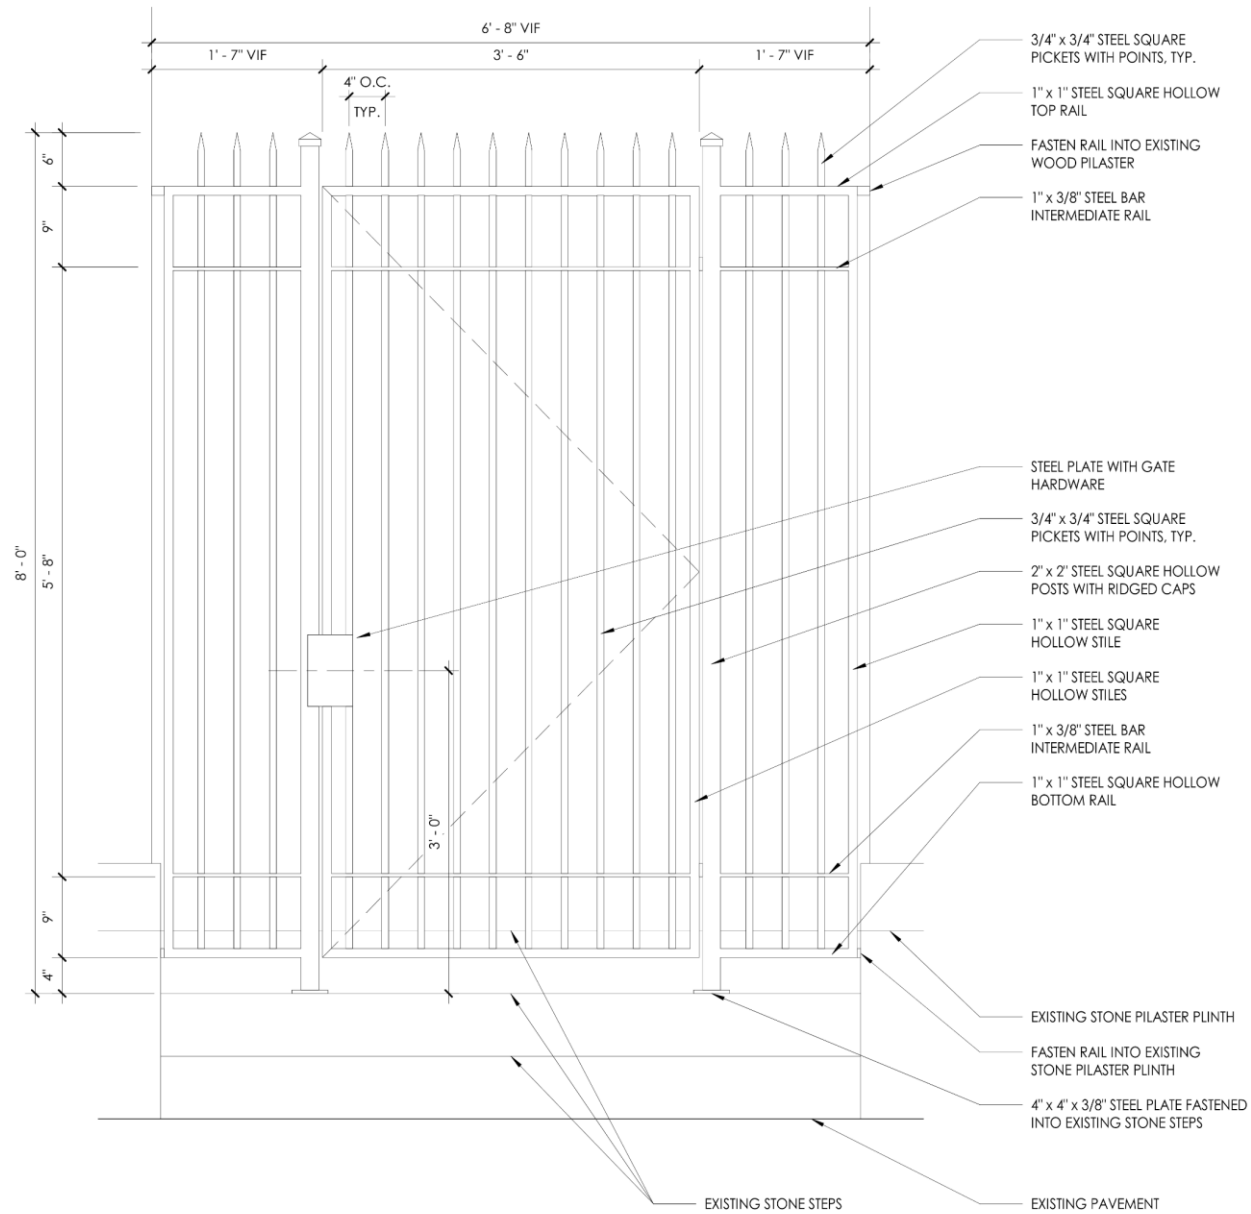 6' - 8" VIF
1' - 7" VIF
3' - 6"
1' - 7" VIF
4" O.C.
TYP.
6"
9"
8' - 0"
5' - 8"
3' - 0"
9"
4"
3/4" x 3/4" STEEL SQUARE
PICKETS WITH POINTS, TYP.
1" x 1" STEEL SQUARE HOLLOW
TOP RAIL
FASTEN RAIL INTO EXISTING
WOOD PILASTER
1" x 3/8" STEEL BAR
INTERMEDIATE RAIL
STEEL PLATE WITH GATE
HARDWARE
3/4" x 3/4" STEEL SQUARE
PICKETS WITH POINTS, TYP.
2" x 2" STEEL SQUARE HOLLOW
POSTS WITH RIDGED CAPS
1" x 1" STEEL SQUARE
HOLLOW STILE
1" x 1" STEEL SQUARE
HOLLOW STILES
1" x 3/8" STEEL BAR
INTERMEDIATE RAIL
1" x 1" STEEL SQUARE HOLLOW
BOTTOM RAIL
EXISTING STONE PILASTER PLINTH
FASTEN RAIL INTO EXISTING
STONE PILASTER PLINTH
4" x 4" x 3/8" STEEL PLATE FASTENED
INTO EXISTING STONE STEPS
EXISTING STONE STEPS
EXISTING PAVEMENT